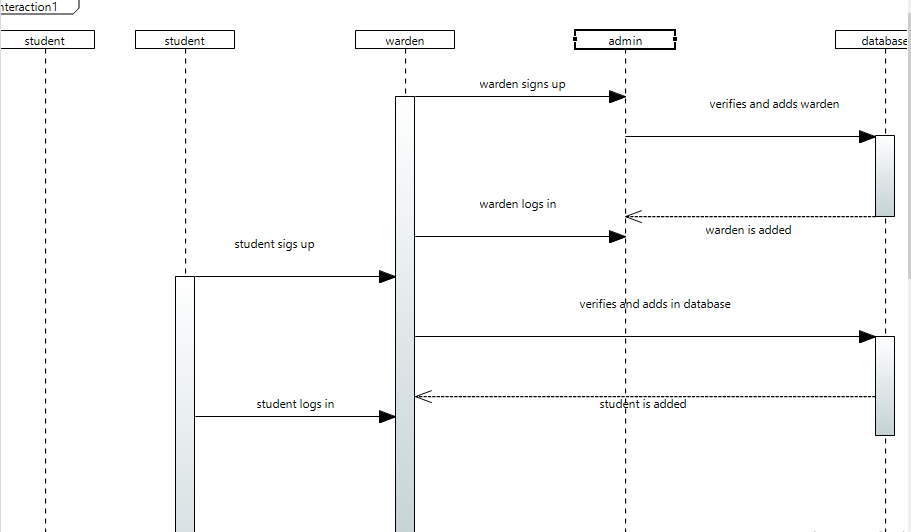 nteraction1
student
student
warden
admin
database
warden signs up
verifies and adds warden
warden logs in
warden is added
student sigs up
verifies and adds in database
student logs in
student is added